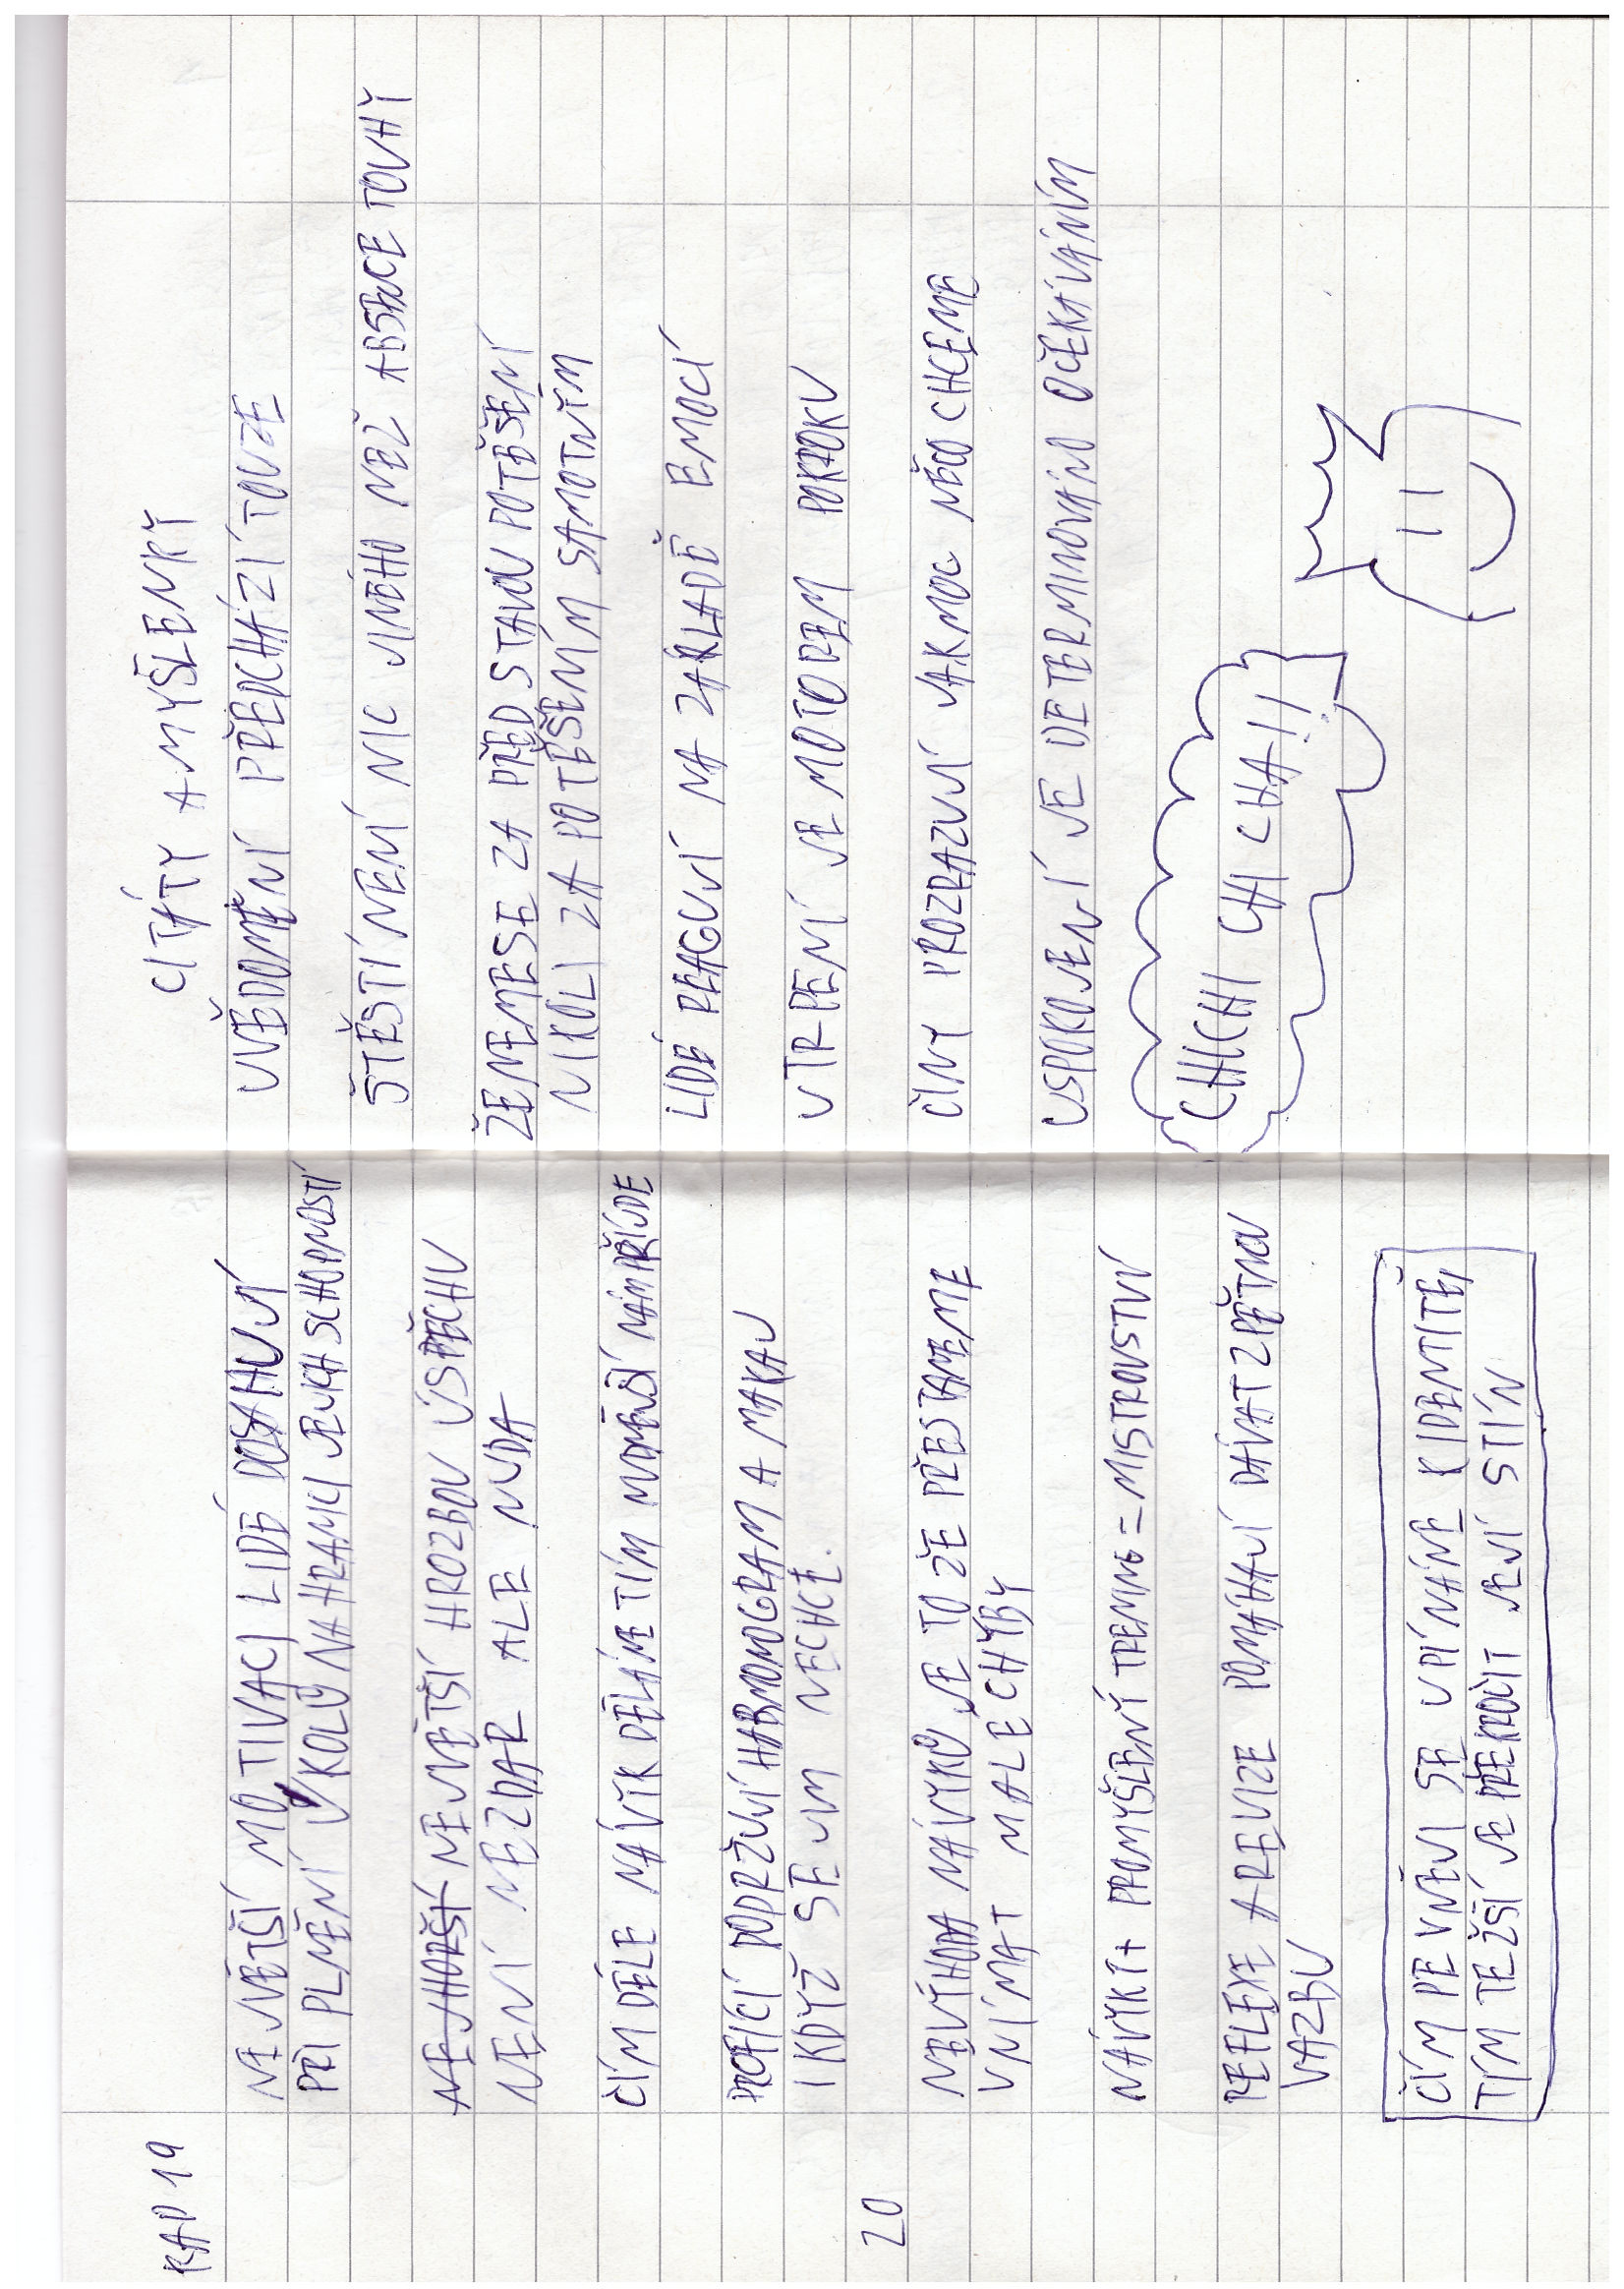 KAP 19
NEJVĚTŠÍ MOTIVACI LIDÉ DOSAHUJÍ
PŘI PLNĚNÍ ÚKOLŮ NA HRANICI JEJICH SCHOPNOSTÍ
NEJHORŠÍ NEJVĚTŠÍ HROZBOU ÚSPĚCHU
NENÍ NEZDAR ALE NUDA
ČÍM DÉLE NÁVYK DĚLÁME TÍM NUDNĚJŠÍ NÁM PŘÍJDE
PROFÍCI DODRŽUJÍ HARMONOGRAM A MAKAJ
I KDYŽ SE JIM NECHCE.
20
NEVÝHODA NÁVYKŮ JE TO ŽE PŘESTANEME
VNÍMAT MALÉ CHYBY
NÁVYKY + PROMYŠLENÝ TRENING = MISTROVSTVÍ
REFLEXE A REVIZE POMÁHAJÍ DÁVAT ZPĚTNOU
VAZBU
ČÍM PEVNĚJI SE UPÍNÁME K IDENTITĚ,
TÍM TEŽŠÍ JE PŘEKROČIT JEJÍ STÍN
CITÁTY A MYŠLENKY
UVĚDOMĚNÍ PŘEDCHÁZÍ TOUZE
ŠTĚSTÍ NENÍ NIC JINÉHO NEŽ ABSENCE TOUHY
ŽENEME SE ZA PŘEDSTAVOU POTĚŠENÍ
NIKOLI ZA POTĚŠENÍM SAMOTNÝM
LIDÉ REAGUJÍ NA ZÁKLADĚ EMOCÍ
UTRPENÍ JE MOTOREM POKROKU
ČINY PROZRAZUJÍ JAK MOC NĚCO CHCEME
USPOKOJENÍ JE DETERMINOVÁNO OČEKÁVÁNÍM
CHICHI CHI CHA!!